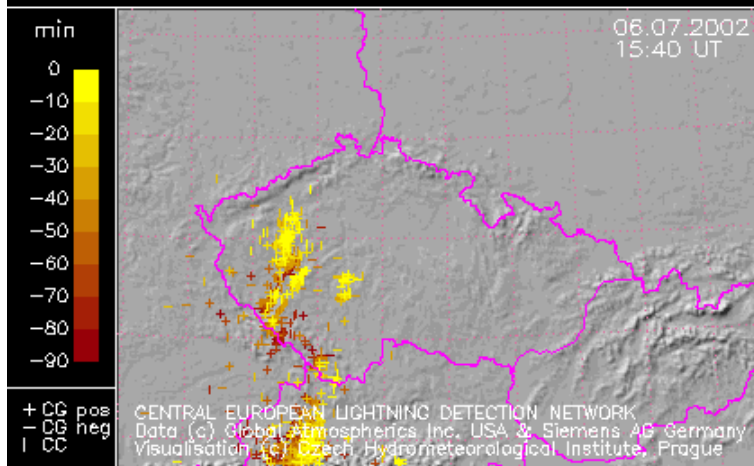 min
06.07.2002
15:40 UT
0
-10
-20
-30
-40
-50
-60
-70
-80
-90
+ CG pos
- CG neg
| CC
CENTRAL EUROPEAN LIGHTNING DETECTION NETWORK
Data (c) Global Atmospherics Inc. USA & Siemens AG Germany
Visualisation (c) Czech Hydrometeorological Institute, Prague